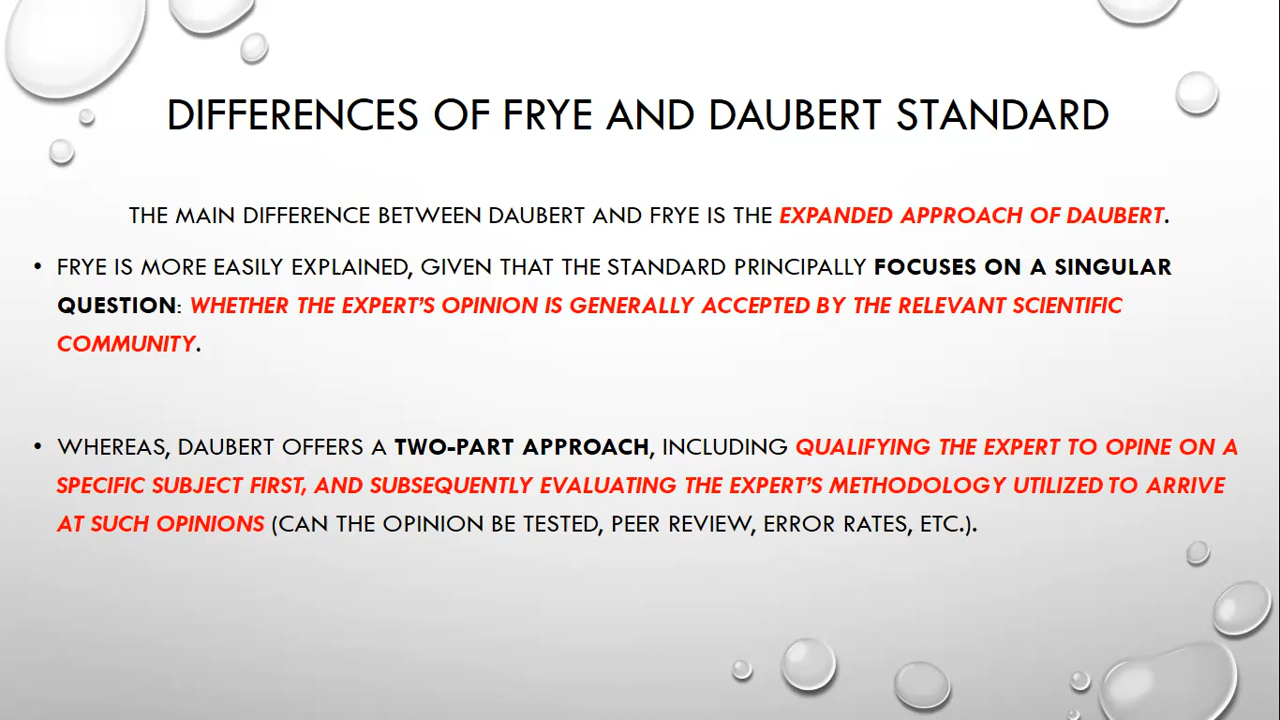 DIFFERENCES OF FRYE AND DAUBERT STANDARD
THE MAIN DIFFERENCE BETWEEN DAUBERT AND FRYE IS THE EXPANDED APPROACH OF DAUBERT.
• FRYE IS MORE EASILY EXPLAINED, GIVEN THAT THE STANDARD PRINCIPALLY FOCUSES ON A SINGULAR
QUESTION: WHETHER THE EXPERT'S OPINION IS GENERALLY ACCEPTED BY THE RELEVANT SCIENTIFIC
COMMUNITY.
• WHEREAS, DAUBERT OFFERS A TWO-PART APPROACH, INCLUDING QUALIFYING THE EXPERT TO OPINE ON A
SPECIFIC SUBJECT FIRST, AND SUBSEQUENTLY EVALUATING THE EXPERT'S METHODOLOGY UTILIZED TO ARRIVE
AT SUCH OPINIONS (CAN THE OPINION BE TESTED, PEER REVIEW, ERROR RATES, ETC.).